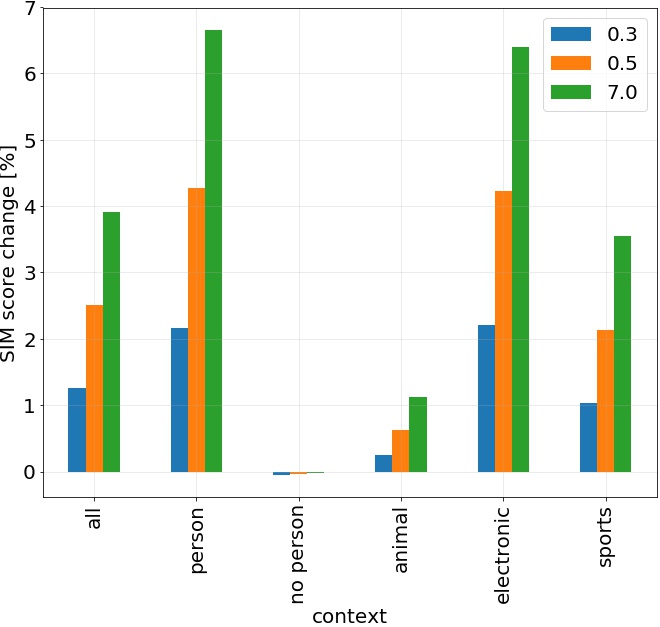 7
6
5
4
3
2
1
0
SIM score change [%]
0.3
0.5
7.0
all
person
no person
animal
electronic
sports
context